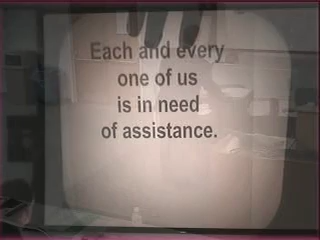 Each and every
one of us
is in need
of assistance.